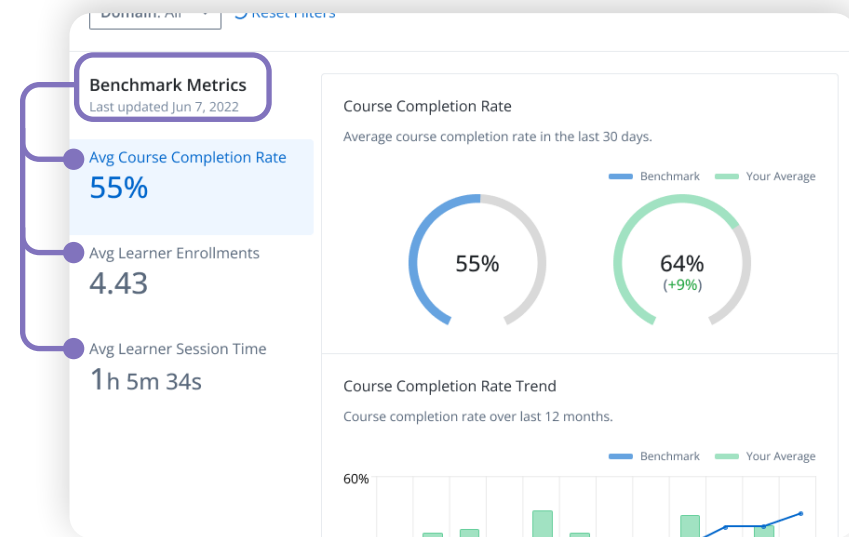 Domain: All Reset Filters
Benchmark Metrics
Last updated Jun 7, 2022
Avg Course Completion Rate
55%
Avg Learner Enrollments
4.43
Avg Learner Session Time
1h 5m 34s
Course Completion Rate
Average course completion rate in the last 30 days.
Benchmark Your Average
55%
64%
(+9%)
Course Completion Rate Trend
Course completion rate over last 12 months.
Benchmark Your Average
60%